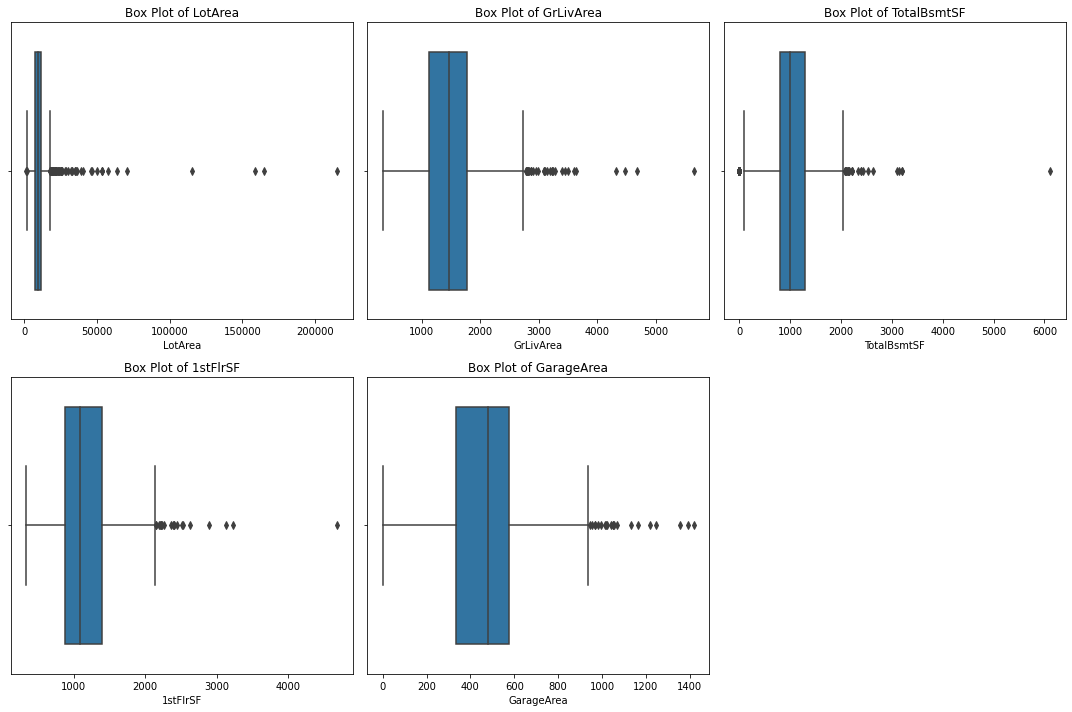 Box Plot of LotArea
Box Plot of GrLivArea
Box Plot of TotalBsmtSF
0 50000 100000 150000 200000
1000 2000 3000 4000 5000
0 1000 2000 3000 4000 5000 6000
LotArea
GrLivArea
TotalBsmtSF
Box Plot of 1stFlrSF
Box Plot of GarageArea
1000 2000 3000 4000
0 200 400 600 800 1000 1200 1400
1stFlrSF
GarageArea